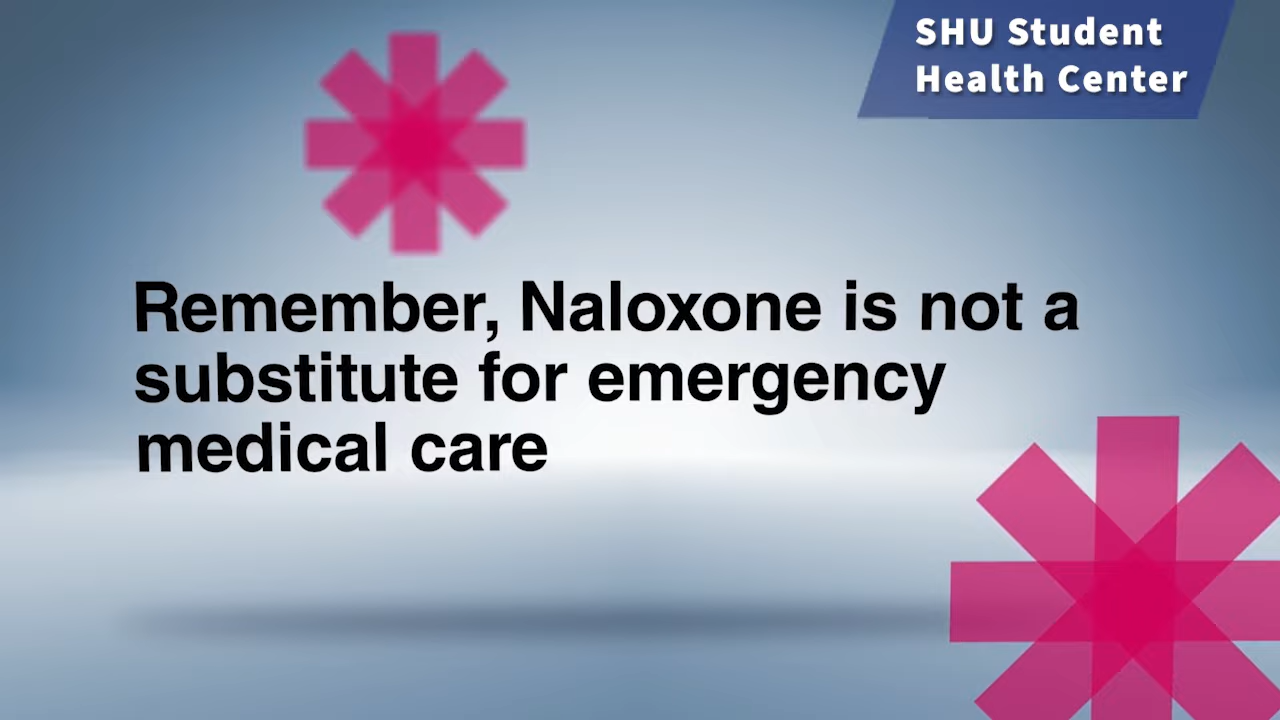 SHU Student
Health Center
Remember, Naloxone is not a
substitute for emergency
medical care